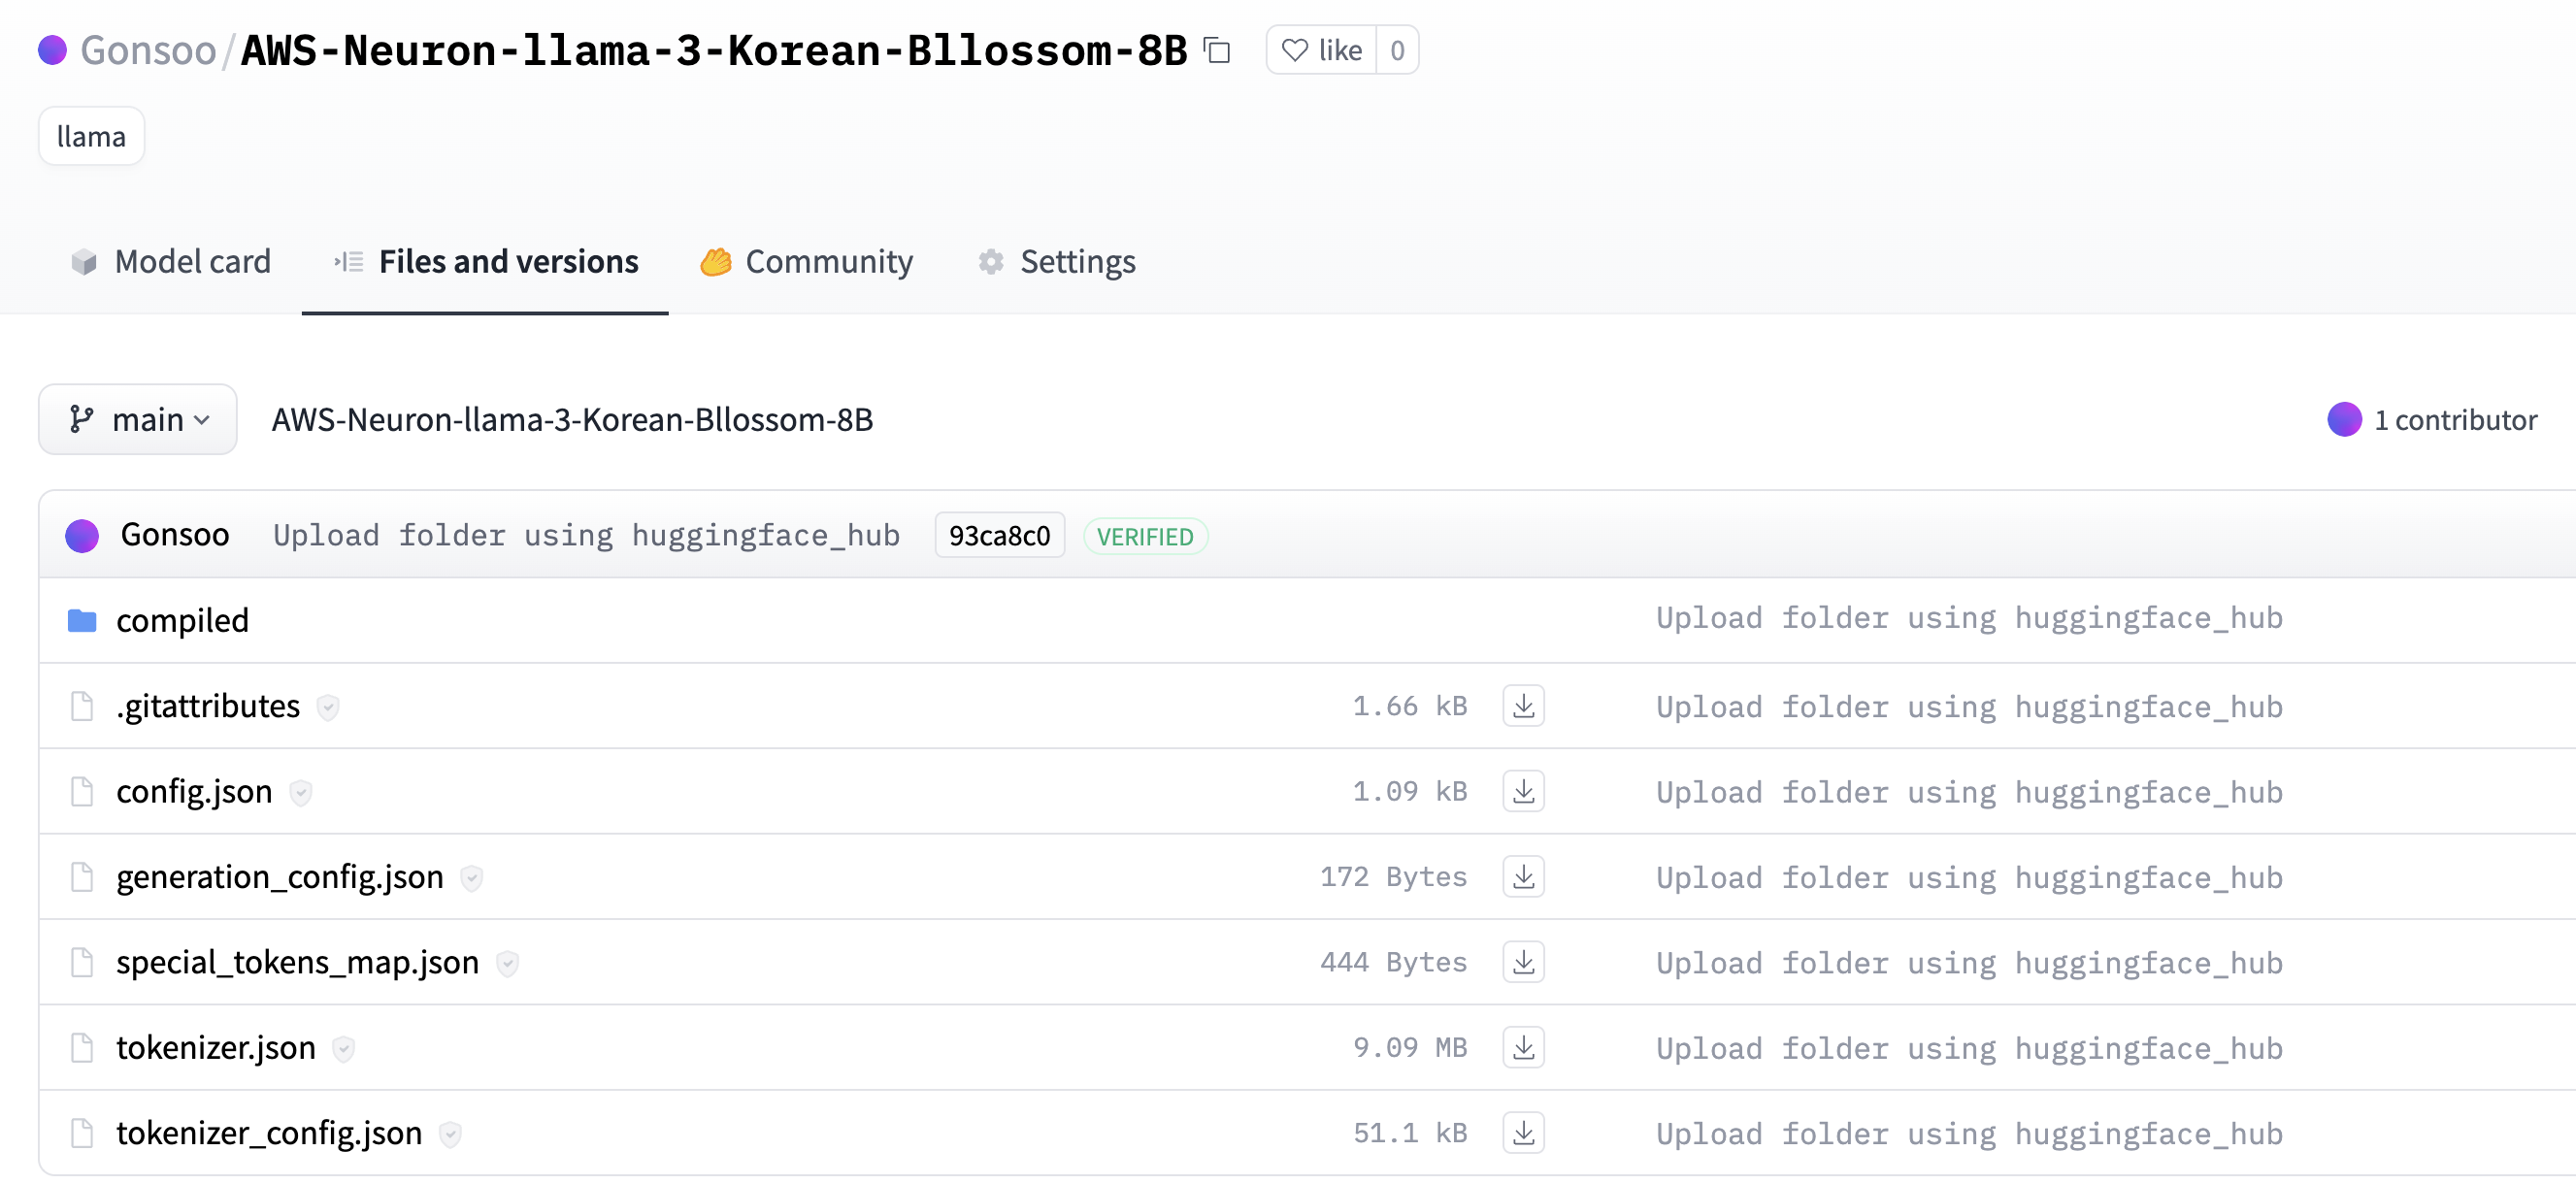 Gonsoo/AWS-Neuron-llama-3-Korean-Bllossom-8B like 0
llama
Model card Files and versions Community Settings
main AWS-Neuron-llama-3-Korean-Bllossom-8B 1 contributor
Gonsoo Upload folder using huggingface_hub 93ca8c0 VERIFIED
compiled Upload folder using huggingface_hub
.gitattributes 1.66 kB Upload folder using huggingface_hub
config.json 1.09 kB Upload folder using huggingface_hub
generation_config.json 172 Bytes Upload folder using huggingface_hub
special_tokens_map.json 444 Bytes Upload folder using huggingface_hub
tokenizer.json 9.09 MB Upload folder using huggingface_hub
tokenizer_config.json 51.1 kB Upload folder using huggingface_hub